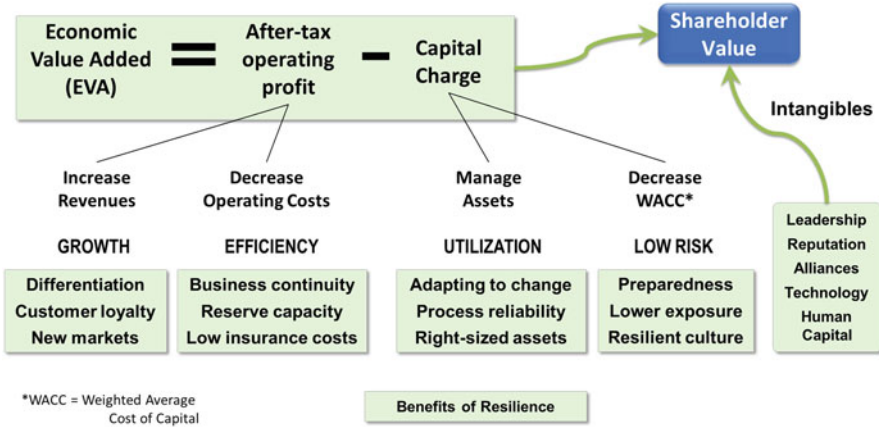 Economic
Value Added
(EVA)
=
After-tax
operating
profit
-
Capital
Charge
Shareholder
Value
Intangibles
Increase
Revenues
Decrease
Operating Costs
Manage
Assets
Decrease
WACC*
GROWTH
EFFICIENCY
UTILIZATION
LOW RISK
Differentiation
Customer loyalty
New markets
Business continuity
Reserve capacity
Low insurance costs
Adapting to change
Process reliability
Right-sized assets
Preparedness
Lower exposure
Resilient culture
Leadership
Reputation
Alliances
Technology
Human
Capital
*WACC = Weighted Average
Cost of Capital
Benefits of Resilience